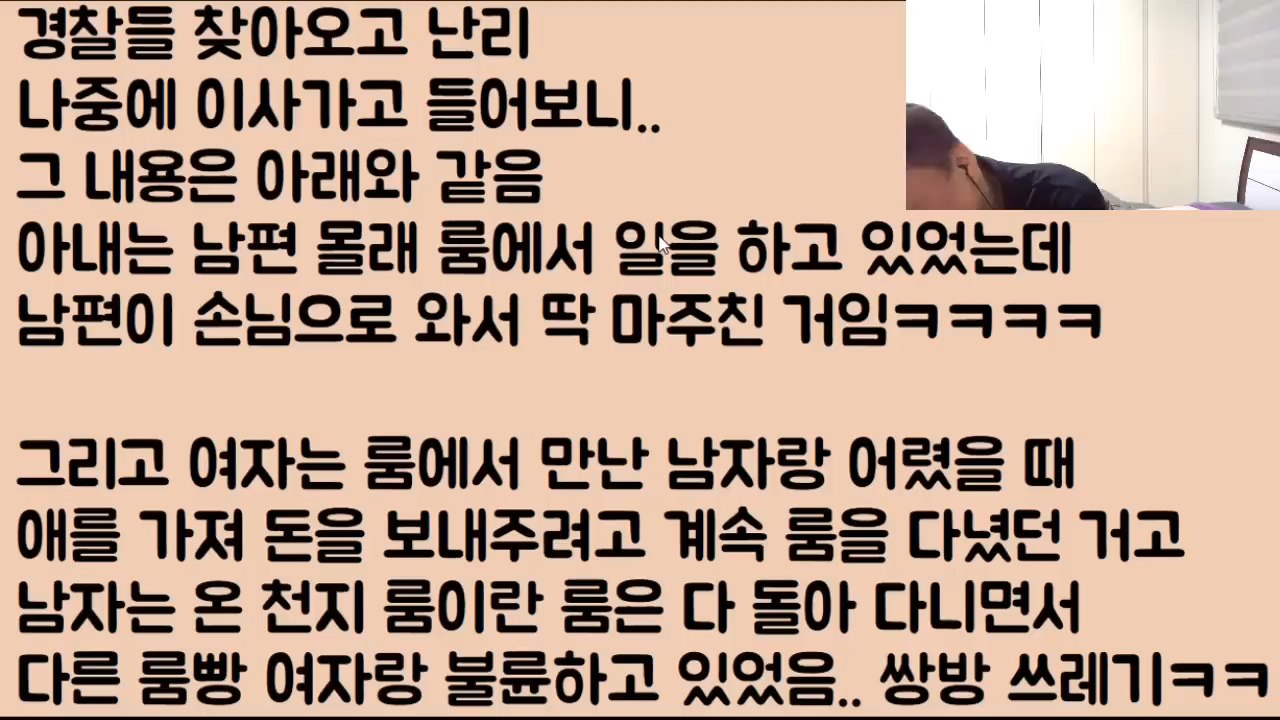 경찰들 찾아오고 난리
나중에 이사가고 들어보니..
그 내용은 아래와 같음
아내는 남편 몰래 룸에서 일을 하고 있었는데
남편이 손님으로 와서 딱 마주친 거임ㅋㅋㅋㅋ
그리고 여자는 룸에서 만난 남자랑 어렸을 때
애를 가져 돈을 보내주려고 계속 룸을 다녔던 거고
남자는 온 천지 룸이란 룸은 다 돌아 다니면서
다른 룸빵 여자랑 불륜하고 있었음.. 쌍방 쓰레기ㅋㅋ